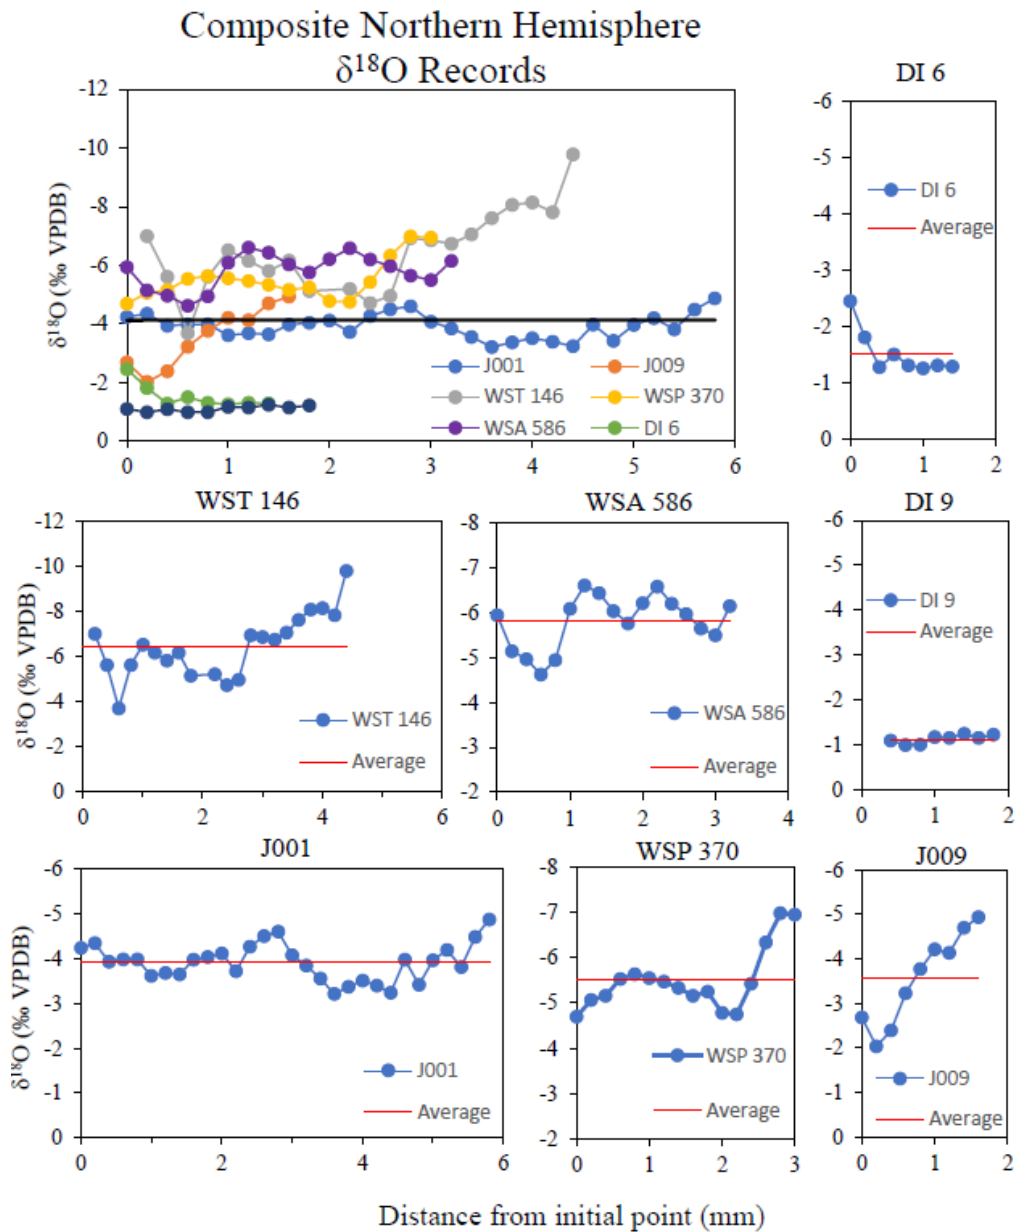 Composite Northern Hemisphere
δ¹⁸O Records
DI 6
-12
-10
-8
-6
-4
-2
0
δ¹⁸O (‰ VPDB)
0 1 2 3 4 5 6
J001 J009
WST 146 WSP 370
WSA 586 DI 6
-6
-5
-4
-3
-2
-1
0
0 1 2
DI 6
Average
WST 146
-12
-10
-8
-6
-4
-2
0
δ¹⁸O (‰ VPDB)
0 2 4 6
WST 146
Average
WSA 586
-8
-7
-6
-5
-4
-3
-2
0 1 2 3 4
WSA 586
Average
DI 9
-6
-5
-4
-3
-2
-1
0
0 1 2
DI 9
Average
J001
-6
-5
-4
-3
-2
-1
0
δ¹⁸O (‰ VPDB)
0 2 4 6
J001
Average
WSP 370
-8
-7
-6
-5
-4
-3
-2
0 1 2 3
WSP 370
Average
J009
-6
-5
-4
-3
-2
-1
0
0 1 2
J009
Average
Distance from initial point (mm)